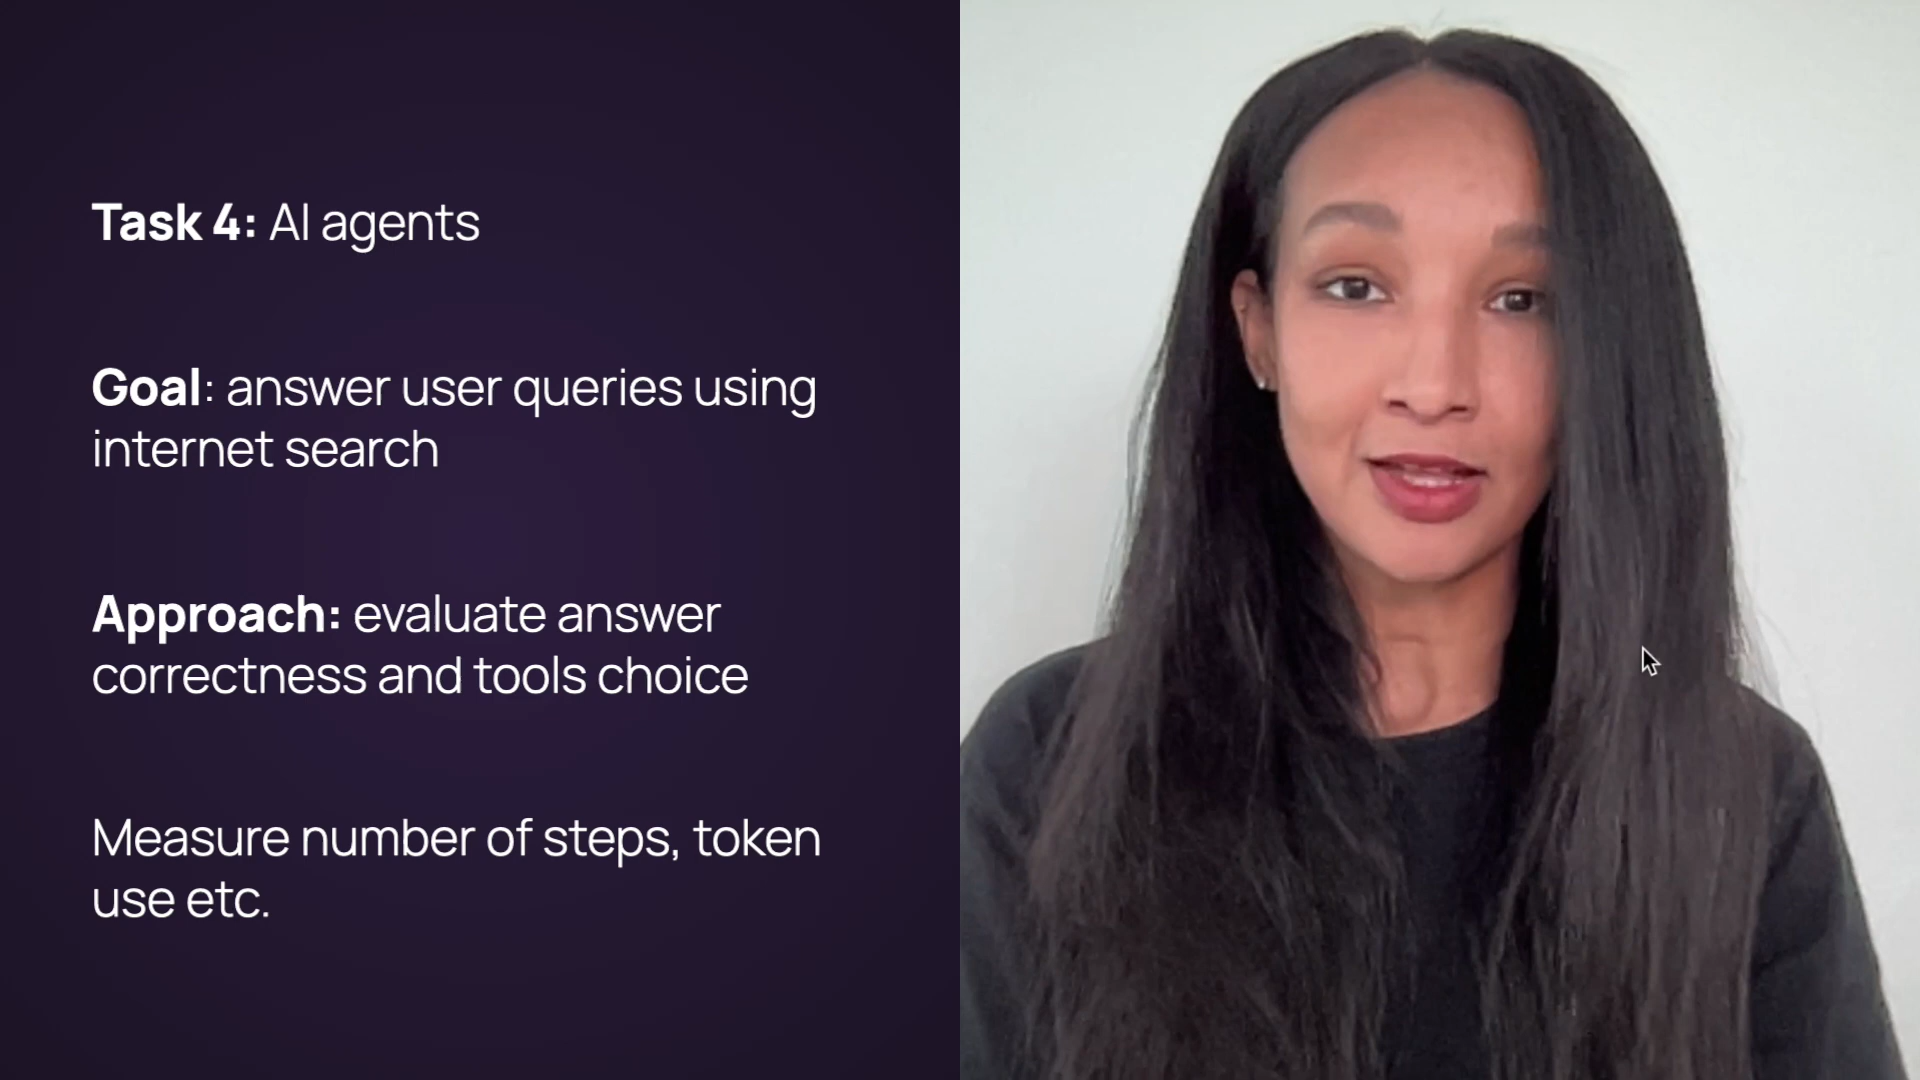 Task 4: AI agents
Goal: answer user queries using
internet search
Approach: evaluate answer
correctness and tools choice
Measure number of steps, token
use etc.